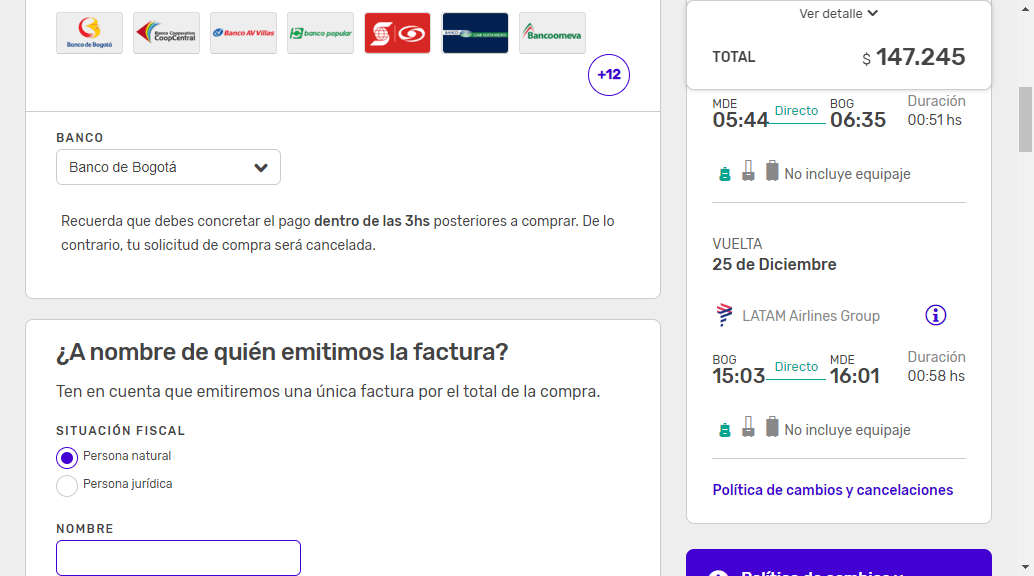 Banco de Bogotá
Banco Cooperativo
CoopCentral
Banco AV Villas
banco popular
Bancoomeva
+12
BANCO
Banco de Bogotá
Recuerda que debes concretar el pago dentro de las 3hs posteriores a comprar. De lo
contrario, tu solicitud de compra será cancelada.
¿A nombre de quién emitimos la factura?
Ten en cuenta que emitiremos una única factura por el total de la compra.
SITUACIÓN FISCAL
Persona natural
Persona jurídica
NOMBRE
Ver detalle
TOTAL
$ 147.245
MDE
05:44
Directo
BOG
06:35
Duración
00:51 hs
No incluye equipaje
VUELTA
25 de Diciembre
LATAM Airlines Group
BOG
15:03
Directo
MDE
16:01
Duración
00:58 hs
No incluye equipaje
Política de cambios y cancelaciones
Política de cambios y